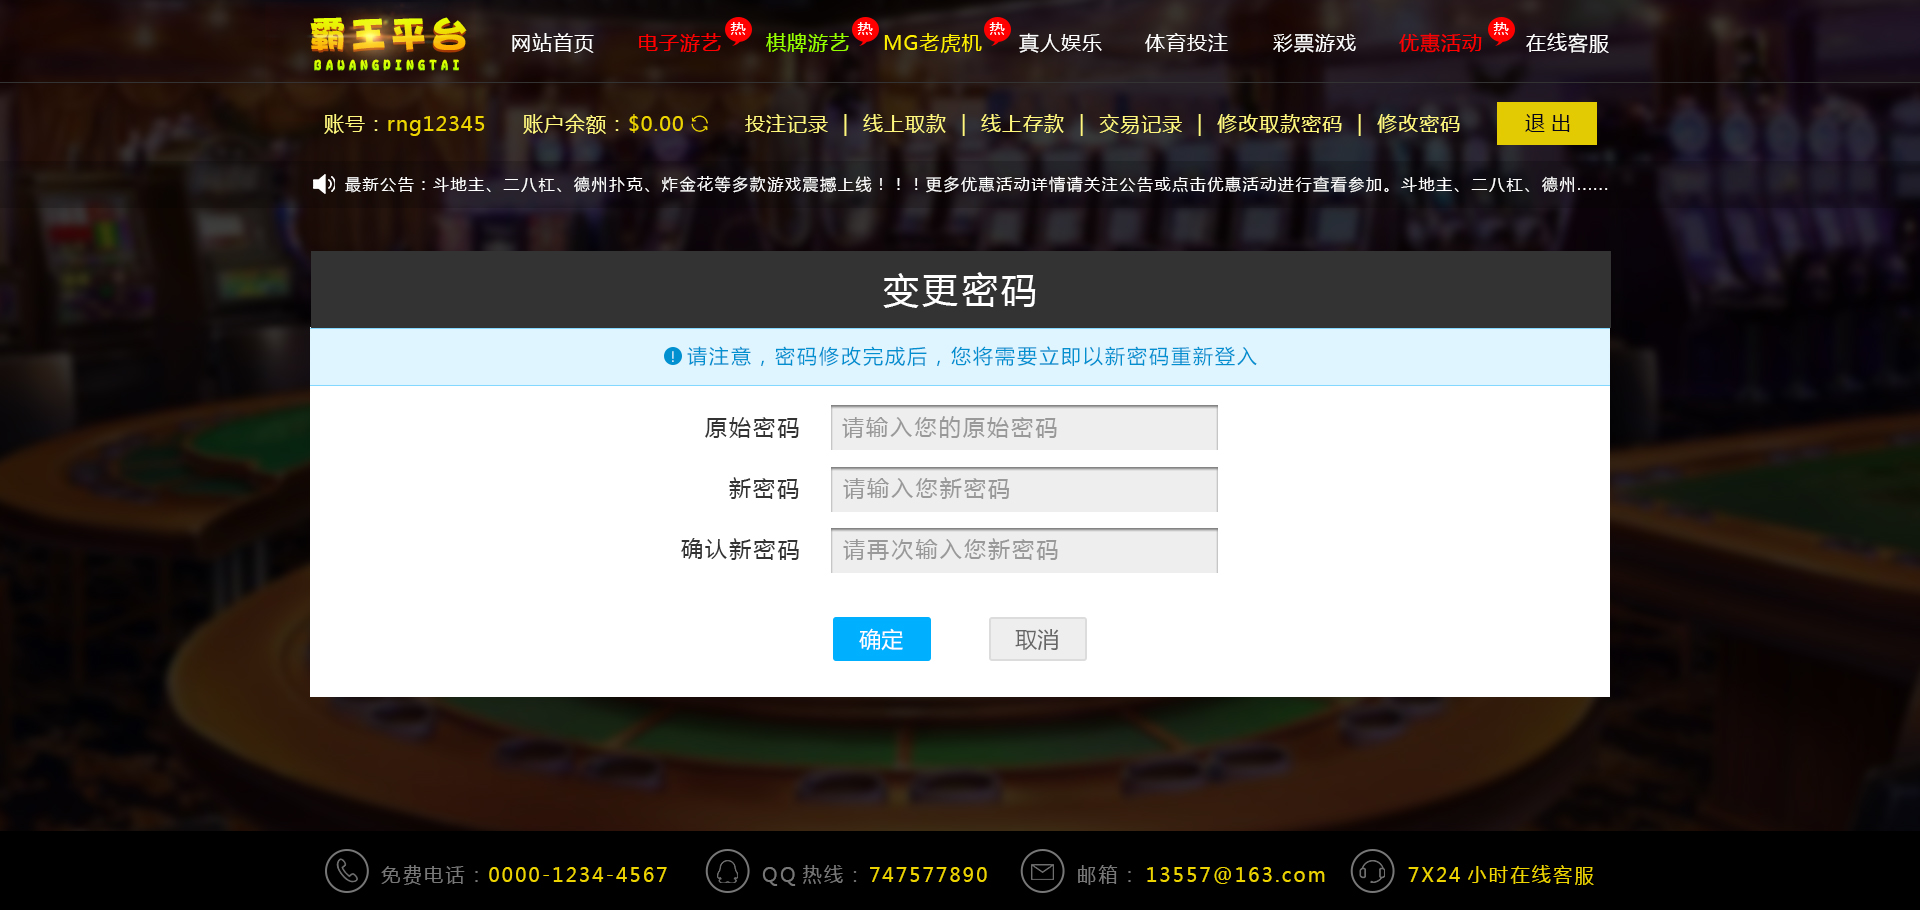 霸王平台
BAWANGDINGTAI
网站首页 电子游艺 热 棋牌游艺 热 MG老虎机 热 真人娱乐 体育投注 彩票游戏 优惠活动 热 在线客服
账号：rng12345 账户余额：$0.00 投注记录 | 线上取款 | 线上存款 | 交易记录 | 修改取款密码 | 修改密码 退 出
最新公告：斗地主、二八杠、德州扑克、炸金花等多款游戏震撼上线！！！更多优惠活动详情请关注公告或点击优惠活动进行查看参加。斗地主、二八杠、德州......
变更密码
请注意，密码修改完成后，您将需要立即以新密码重新登入
原始密码 请输入您的原始密码
新密码 请输入您新密码
确认新密码 请再次输入您新密码
确定 取消
免费电话：0000-1234-4567 QQ热线：747577890 邮箱：13557@163.com 7X24 小时在线客服